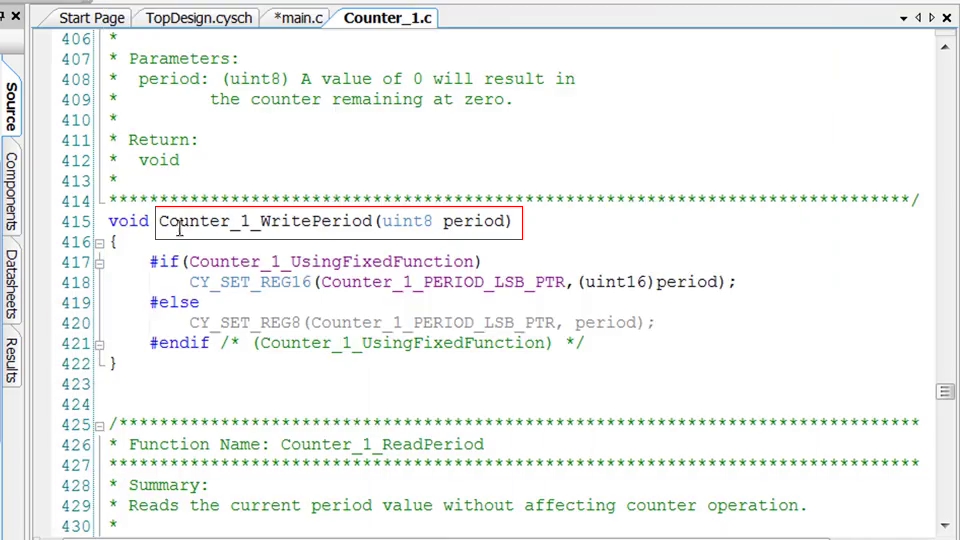 Start Page TopDesign.cysch *main.c Counter_1.c
Source
Components
Datasheets
Results
406 *
407 * Parameters:
408 * period: (uint8) A value of 0 will result in
409 * the counter remaining at zero.
410 *
411 * Return:
412 * void
413 *
414 *******************************************************************************/
415 void Counter_1_WritePeriod(uint8 period)
416 {
417 #if(Counter_1_UsingFixedFunction)
418 CY_SET_REG16(Counter_1_PERIOD_LSB_PTR,(uint16)period);
419 #else
420 CY_SET_REG8(Counter_1_PERIOD_LSB_PTR, period);
421 #endif /* (Counter_1_UsingFixedFunction) */
422 }
423
424
425 /*******************************************************************************
426 * Function Name: Counter_1_ReadPeriod
427 ********************************************************************************
428 * Summary:
429 * Reads the current period value without affecting counter operation.
430 *